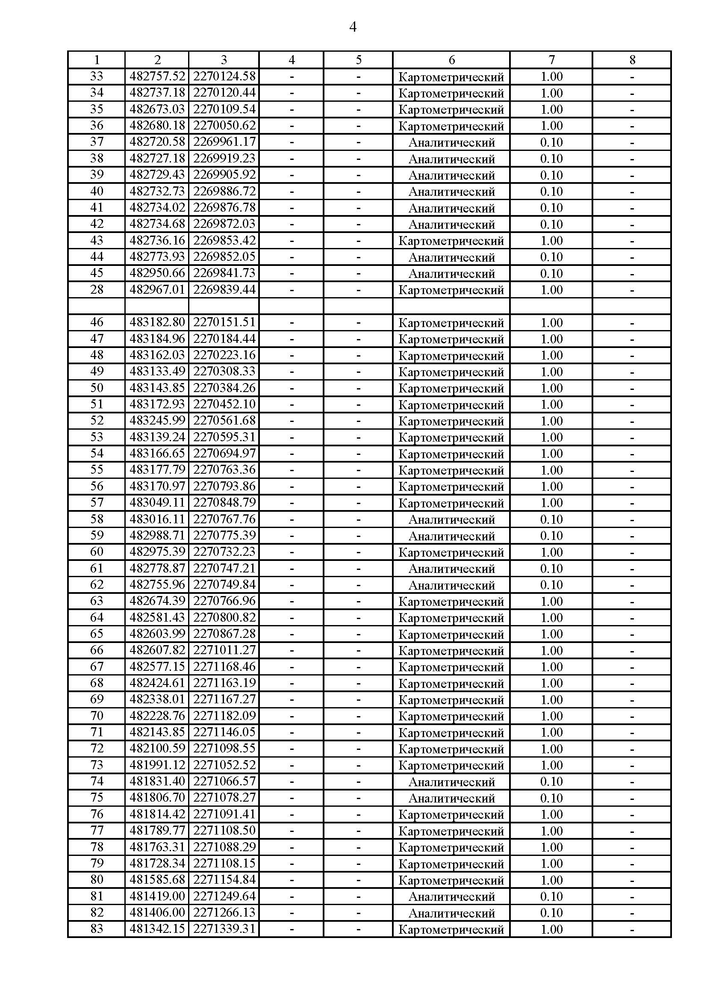 4
1 2 3 4 5 6 7 8
33 482757.52 2270124.58 - - Картометрический 1.00 -
34 482737.18 2270120.44 - - Картометрический 1.00 -
35 482673.03 2270109.54 - - Картометрический 1.00 -
36 482680.18 2270050.62 - - Картометрический 1.00 -
37 482720.58 2269961.17 - - Аналитический 0.10 -
38 482727.18 2269919.23 - - Аналитический 0.10 -
39 482729.43 2269905.92 - - Аналитический 0.10 -
40 482732.73 2269886.72 - - Аналитический 0.10 -
41 482734.02 2269876.78 - - Аналитический 0.10 -
42 482734.68 2269872.03 - - Аналитический 0.10 -
43 482736.16 2269853.42 - - Картометрический 1.00 -
44 482773.93 2269852.05 - - Аналитический 0.10 -
45 482950.66 2269841.73 - - Аналитический 0.10 -
28 482967.01 2269839.44 - - Картометрический 1.00 -
46 483182.80 2270151.51 - - Картометрический 1.00 -
47 483184.96 2270184.44 - - Картометрический 1.00 -
48 483162.03 2270223.16 - - Картометрический 1.00 -
49 483133.49 2270308.33 - - Картометрический 1.00 -
50 483143.85 2270384.26 - - Картометрический 1.00 -
51 483172.93 2270452.10 - - Картометрический 1.00 -
52 483245.99 2270561.68 - - Картометрический 1.00 -
53 483139.24 2270595.31 - - Картометрический 1.00 -
54 483166.65 2270694.97 - - Картометрический 1.00 -
55 483177.79 2270763.36 - - Картометрический 1.00 -
56 483170.97 2270793.86 - - Картометрический 1.00 -
57 483049.11 2270848.79 - - Картометрический 1.00 -
58 483016.11 2270767.76 - - Аналитический 0.10 -
59 482988.71 2270775.39 - - Аналитический 0.10 -
60 482975.39 2270732.23 - - Картометрический 1.00 -
61 482778.87 2270747.21 - - Аналитический 0.10 -
62 482755.96 2270749.84 - - Аналитический 0.10 -
63 482674.39 2270766.96 - - Картометрический 1.00 -
64 482581.43 2270800.82 - - Картометрический 1.00 -
65 482603.99 2270867.28 - - Картометрический 1.00 -
66 482607.82 2271011.27 - - Картометрический 1.00 -
67 482577.15 2271168.46 - - Картометрический 1.00 -
68 482424.61 2271163.19 - - Картометрический 1.00 -
69 482338.01 2271167.27 - - Картометрический 1.00 -
70 482228.76 2271182.09 - - Картометрический 1.00 -
71 482143.85 2271146.05 - - Картометрический 1.00 -
72 482100.59 2271098.55 - - Картометрический 1.00 -
73 481991.12 2271052.52 - - Картометрический 1.00 -
74 481831.40 2271066.57 - - Аналитический 0.10 -
75 481806.70 2271078.27 - - Аналитический 0.10 -
76 481814.42 2271091.41 - - Картометрический 1.00 -
77 481789.77 2271108.50 - - Картометрический 1.00 -
78 481763.31 2271088.29 - - Картометрический 1.00 -
79 481728.34 2271108.15 - - Картометрический 1.00 -
80 481585.68 2271154.84 - - Картометрический 1.00 -
81 481419.00 2271249.64 - - Аналитический 0.10 -
82 481406.00 2271266.13 - - Аналитический 0.10 -
83 481342.15 2271339.31 - - Картометрический 1.00 -